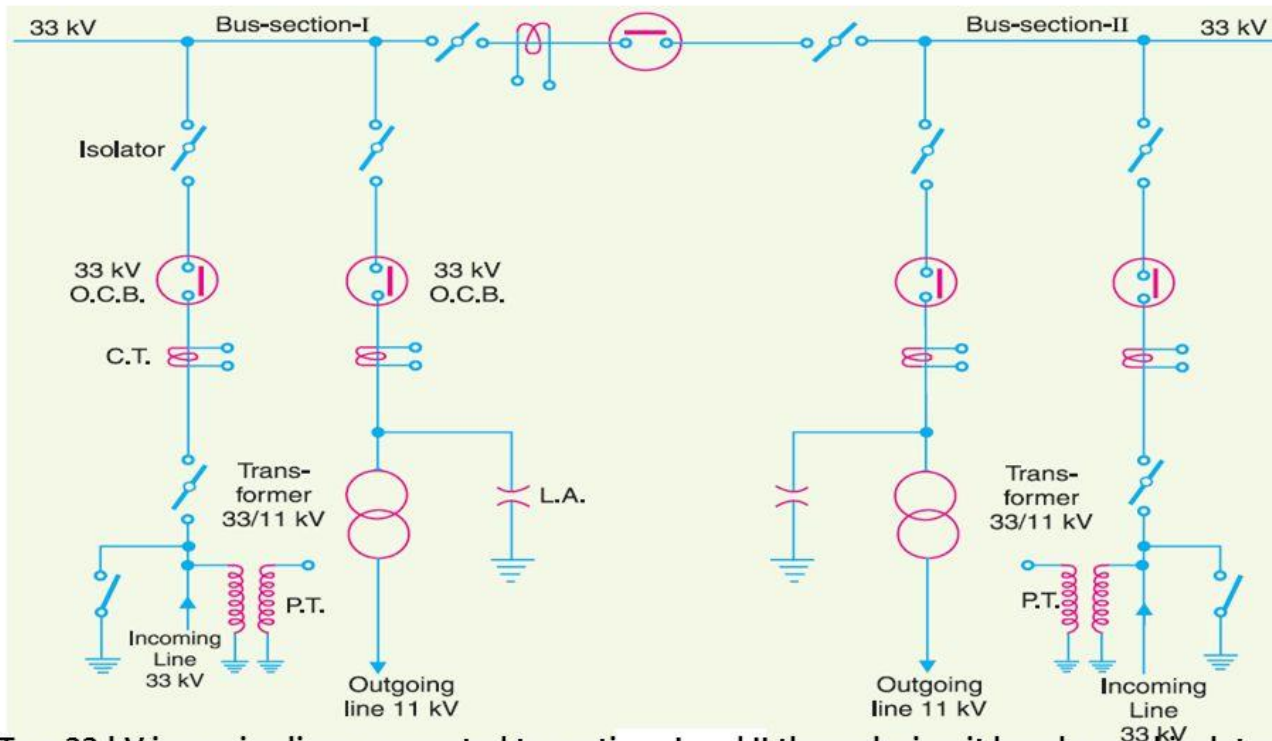 33 kV
Bus-section-I
Bus-section-II
33 kV
Isolator
33 kV
O.C.B.
33 kV
O.C.B.
C.T.
Trans-
former
33/11 kV
L.A.
Trans-
former
33/11 kV
P.T.
P.T.
Incoming
Line
33 kV
Outgoing
line 11 kV
Outgoing
line 11 kV
Incoming
Line
33 kV